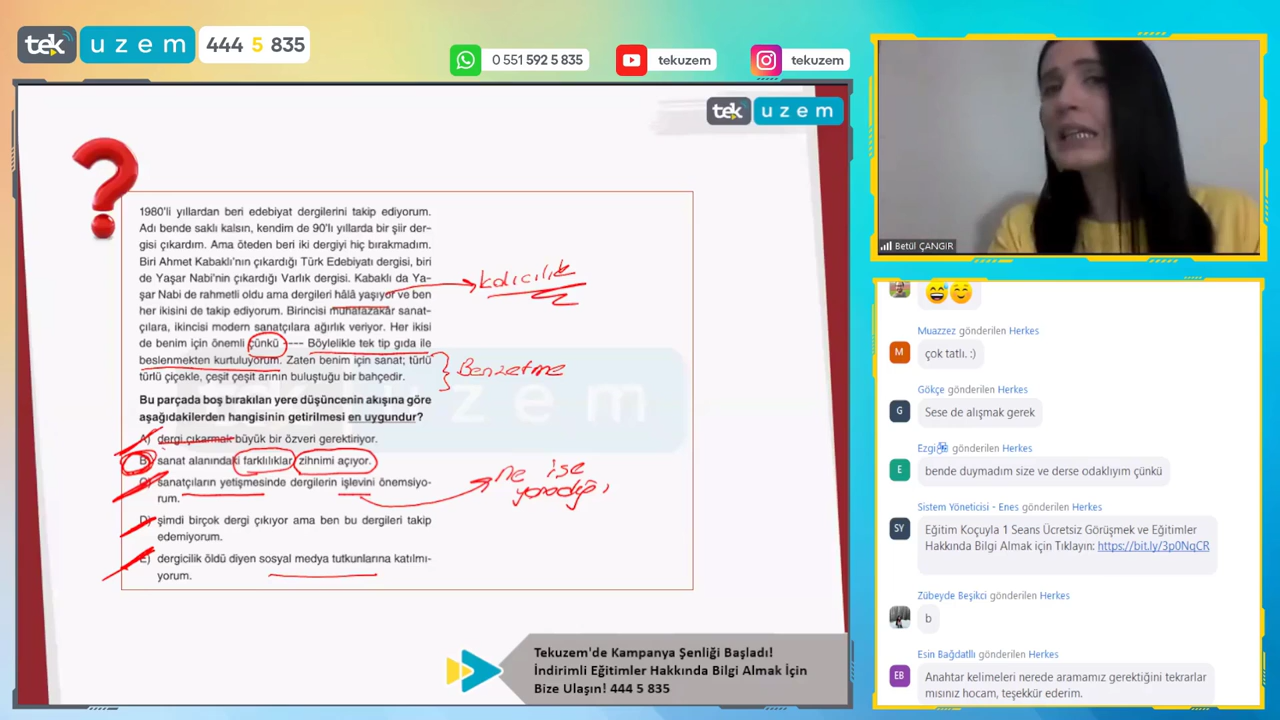 tek uzem 444 5 835
0 551 592 5 835
tekuzem
tekuzem
tek uzem
1980'li yıllardan beri edebiyat dergilerini takip ediyorum.
Adı bende saklı kalsın, kendim de 90'lı yıllarda bir şiir der-
gisi çıkardım. Ama öteden beri iki dergiyi hiç bırakmadım.
Biri Ahmet Kabaklı'nın çıkardığı Türk Edebiyatı dergisi, biri
de Yaşar Nabi'nin çıkardığı Varlık dergisi. Kabaklı da Ya-
şar Nabi de rahmetli oldu ama dergileri hâlâ yaşıyor ve ben
her ikisini de takip ediyorum. Birincisi muhafazakâr sanat-
çılara, ikincisi modern sanatçılara ağırlık veriyor. Her ikisi
de benim için önemli çünkü ---- Böylelikle tek tip gıda ile
beslenmekten kurtuluyorum. Zaten benim için sanat; türlü
türlü çiçekle, çeşit çeşit arının buluştuğu bir bahçedir.
kalıcılık
Benzetme
Bu parçada boş bırakılan yere düşüncenin akışına göre
aşağıdakilerden hangisinin getirilmesi en uygundur?
A) dergi çıkarmak büyük bir özveri gerektiriyor.
B) sanat alanındaki farklılıklar zihnimi açıyor.
C) sanatçıların yetişmesinde dergilerin işlevini önemsiyo-
rum.
ne işe
yaradığı,
D) şimdi birçok dergi çıkıyor ama ben bu dergileri takip
edemiyorum.
E) dergicilik öldü diyen sosyal medya tutkunlarına katılmı-
yorum.
uzem
Tekuzem'de Kampanya Şenliği Başladı!
İndirimli Eğitimler Hakkında Bilgi Almak İçin
Bize Ulaşın! 444 5 835
Betül ÇANGIR
Muazzez gönderilen Herkes
M
çok tatlı. :)
Gökçe gönderilen Herkes
G
Sese de alışmak gerek
Ezgi gönderilen Herkes
E
bende duymadım size ve derse odaklıyım çünkü
Sistem Yöneticisi - Enes gönderilen Herkes
SY
Eğitim Koçuyla 1 Seans Ücretsiz Görüşmek ve Eğitimler
Hakkında Bilgi Almak için Tıklayın: https://bit.ly/3p0NqCR
Zübeyde Beşikci gönderilen Herkes
b
Esin Bağdatllı gönderilen Herkes
EB
Anahtar kelimeleri nerede aramamız gerektiğini tekrarlar
mısınız hocam, teşekkür ederim.